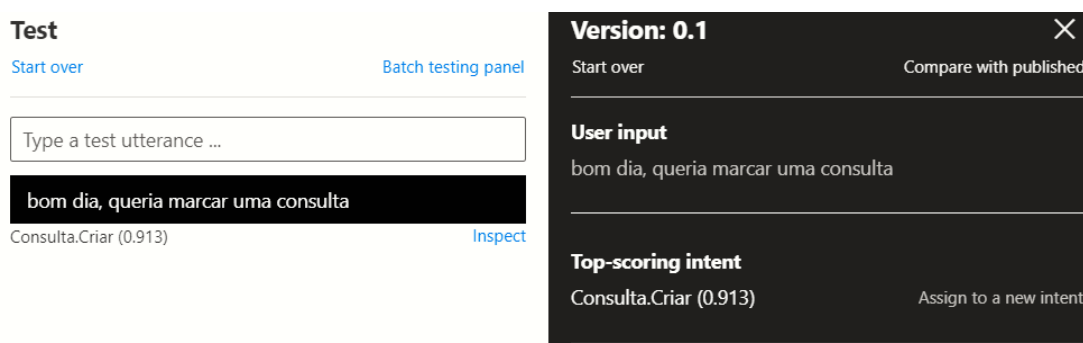 Test
Start over
Batch testing panel
Type a test utterance ...
bom dia, queria marcar uma consulta
Consulta.Criar (0.913)
Inspect
Version: 0.1
Start over
Compare with published
User input
bom dia, queria marcar uma consulta
Top-scoring intent
Consulta.Criar (0.913)
Assign to a new intent